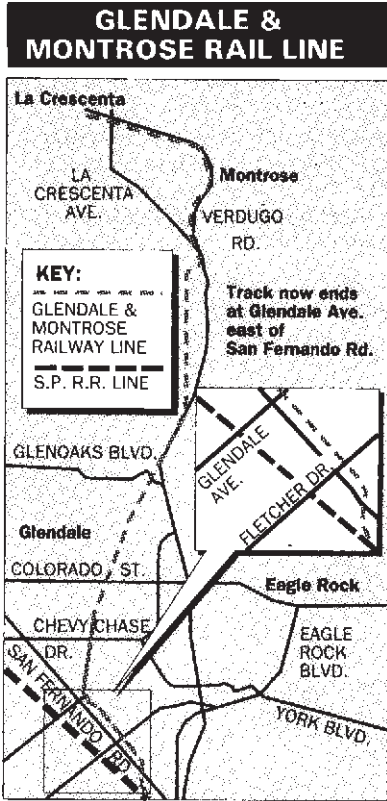 GLENDALE &
MONTROSE RAIL LINE
La Crescenta
LA
CRESCENTA
AVE.
Montrose
VERDUGO
RD.
KEY:
GLENDALE &
MONTROSE
RAILWAY LINE
S.P. R.R. LINE
Track now ends
at Glendale Ave.
east of
San Fernando Rd.
GLENOAKS BLVD.
GLENDALE
AVE.
FLETCHER DR.
Glendale
COLORADO ST.
Eagle Rock
CHEVY CHASE
DR.
EAGLE
ROCK
BLVD.
SAN FERNANDO RD.
YORK BLVD.